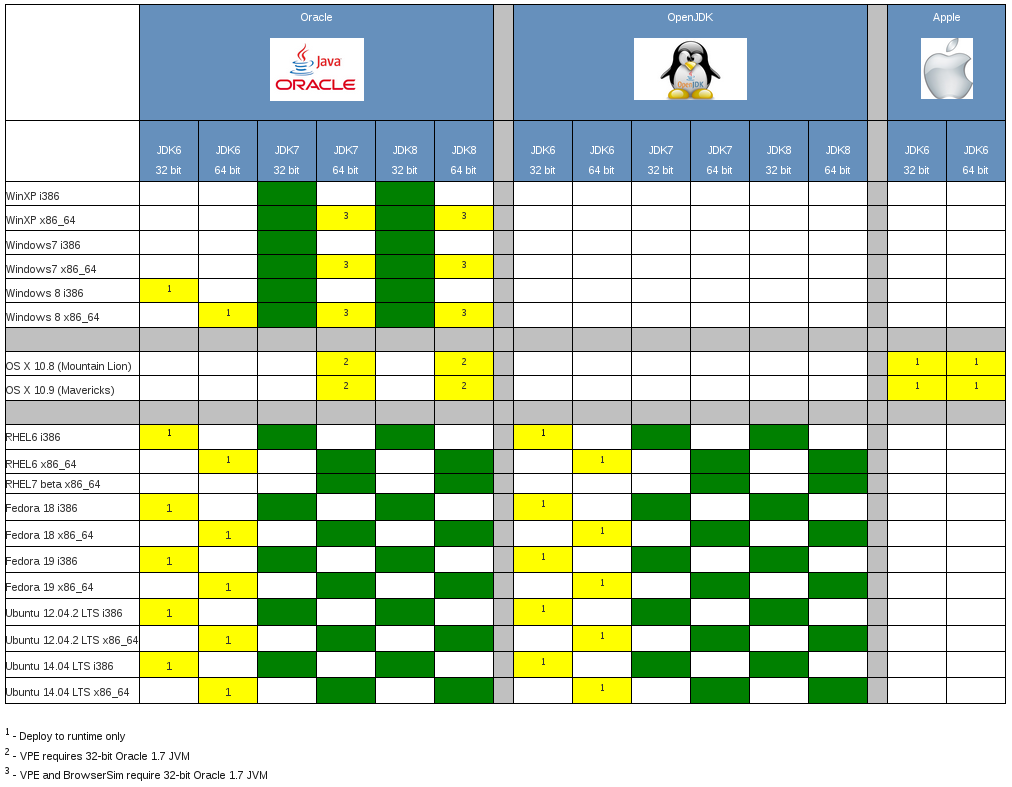 Oracle OpenJDK Apple
Java
ORACLE
OpenJDK
JDK6 JDK6 JDK7 JDK7 JDK8 JDK8 JDK6 JDK6 JDK7 JDK7 JDK8 JDK8 JDK6 JDK6
32 bit 64 bit 32 bit 64 bit 32 bit 64 bit 32 bit 64 bit 32 bit 64 bit 32 bit 64 bit 32 bit 64 bit
WinXP i386
WinXP x86_64 3 3
Windows7 i386
Windows7 x86_64 3 3
Windows 8 i386 1
Windows 8 x86_64 1 3 3
OS X 10.8 (Mountain Lion) 2 2 1 1
OS X 10.9 (Mavericks) 2 2 1 1
RHEL6 i386 1 1
RHEL6 x86_64 1 1
RHEL7 beta x86_64
Fedora 18 i386 1 1
Fedora 18 x86_64 1 1
Fedora 19 i386 1 1
Fedora 19 x86_64 1 1
Ubuntu 12.04.2 LTS i386 1 1
Ubuntu 12.04.2 LTS x86_64 1 1
Ubuntu 14.04 LTS i386 1 1
Ubuntu 14.04 LTS x86_64 1 1
1 - Deploy to runtime only
2 - VPE requires 32-bit Oracle 1.7 JVM
3 - VPE and BrowserSim require 32-bit Oracle 1.7 JVM